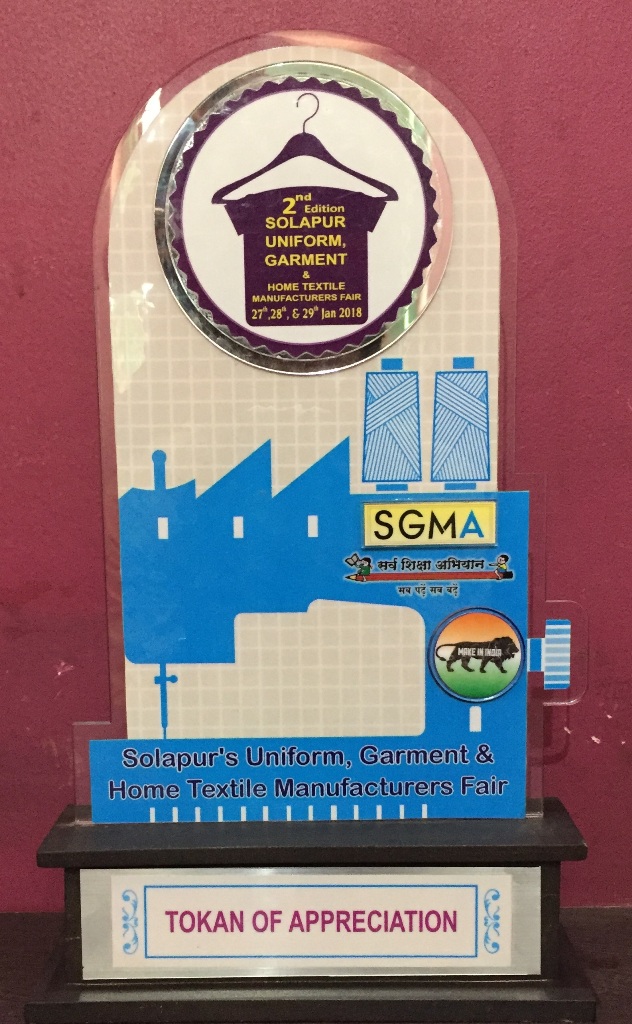 2nd Edition
SOLAPUR
UNIFORM,
GARMENT
&
HOME TEXTILE
MANUFACTURERS FAIR
27th,28th, & 29th Jan 2018
SGMA
सर्व शिक्षा अभियान
सब पढ़ें सब बढ़ें
MAKE IN INDIA
Solapur's Uniform, Garment &
Home Textile Manufacturers Fair
TOKAN OF APPRECIATION